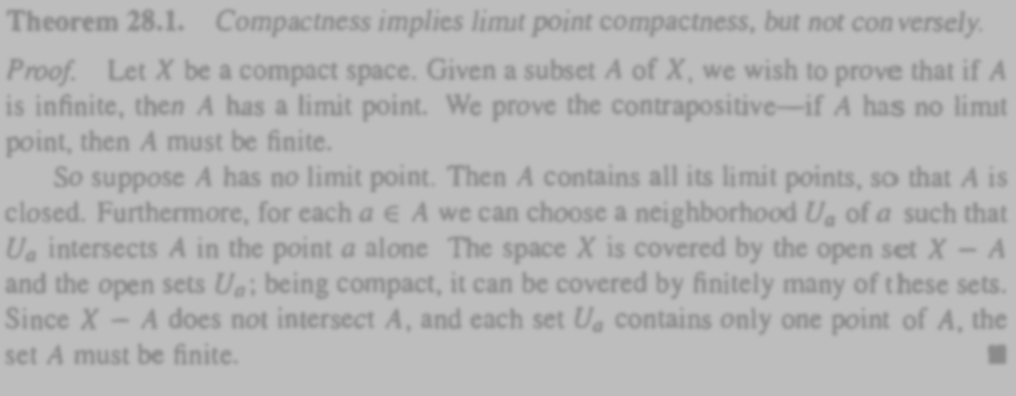 Theorem 28.1. Compactness implies limit point compactness, but not conversely.
Proof. Let X be a compact space. Given a subset A of X, we wish to prove that if A
is infinite, then A has a limit point. We prove the contrapositive—if A has no limit
point, then A must be finite.
So suppose A has no limit point. Then A contains all its limit points, so that A is
closed. Furthermore, for each a ∈ A we can choose a neighborhood Uₐ of a such that
Uₐ intersects A in the point a alone The space X is covered by the open set X − A
and the open sets Uₐ; being compact, it can be covered by finitely many of these sets.
Since X − A does not intersect A, and each set Uₐ contains only one point of A, the
set A must be finite. ■